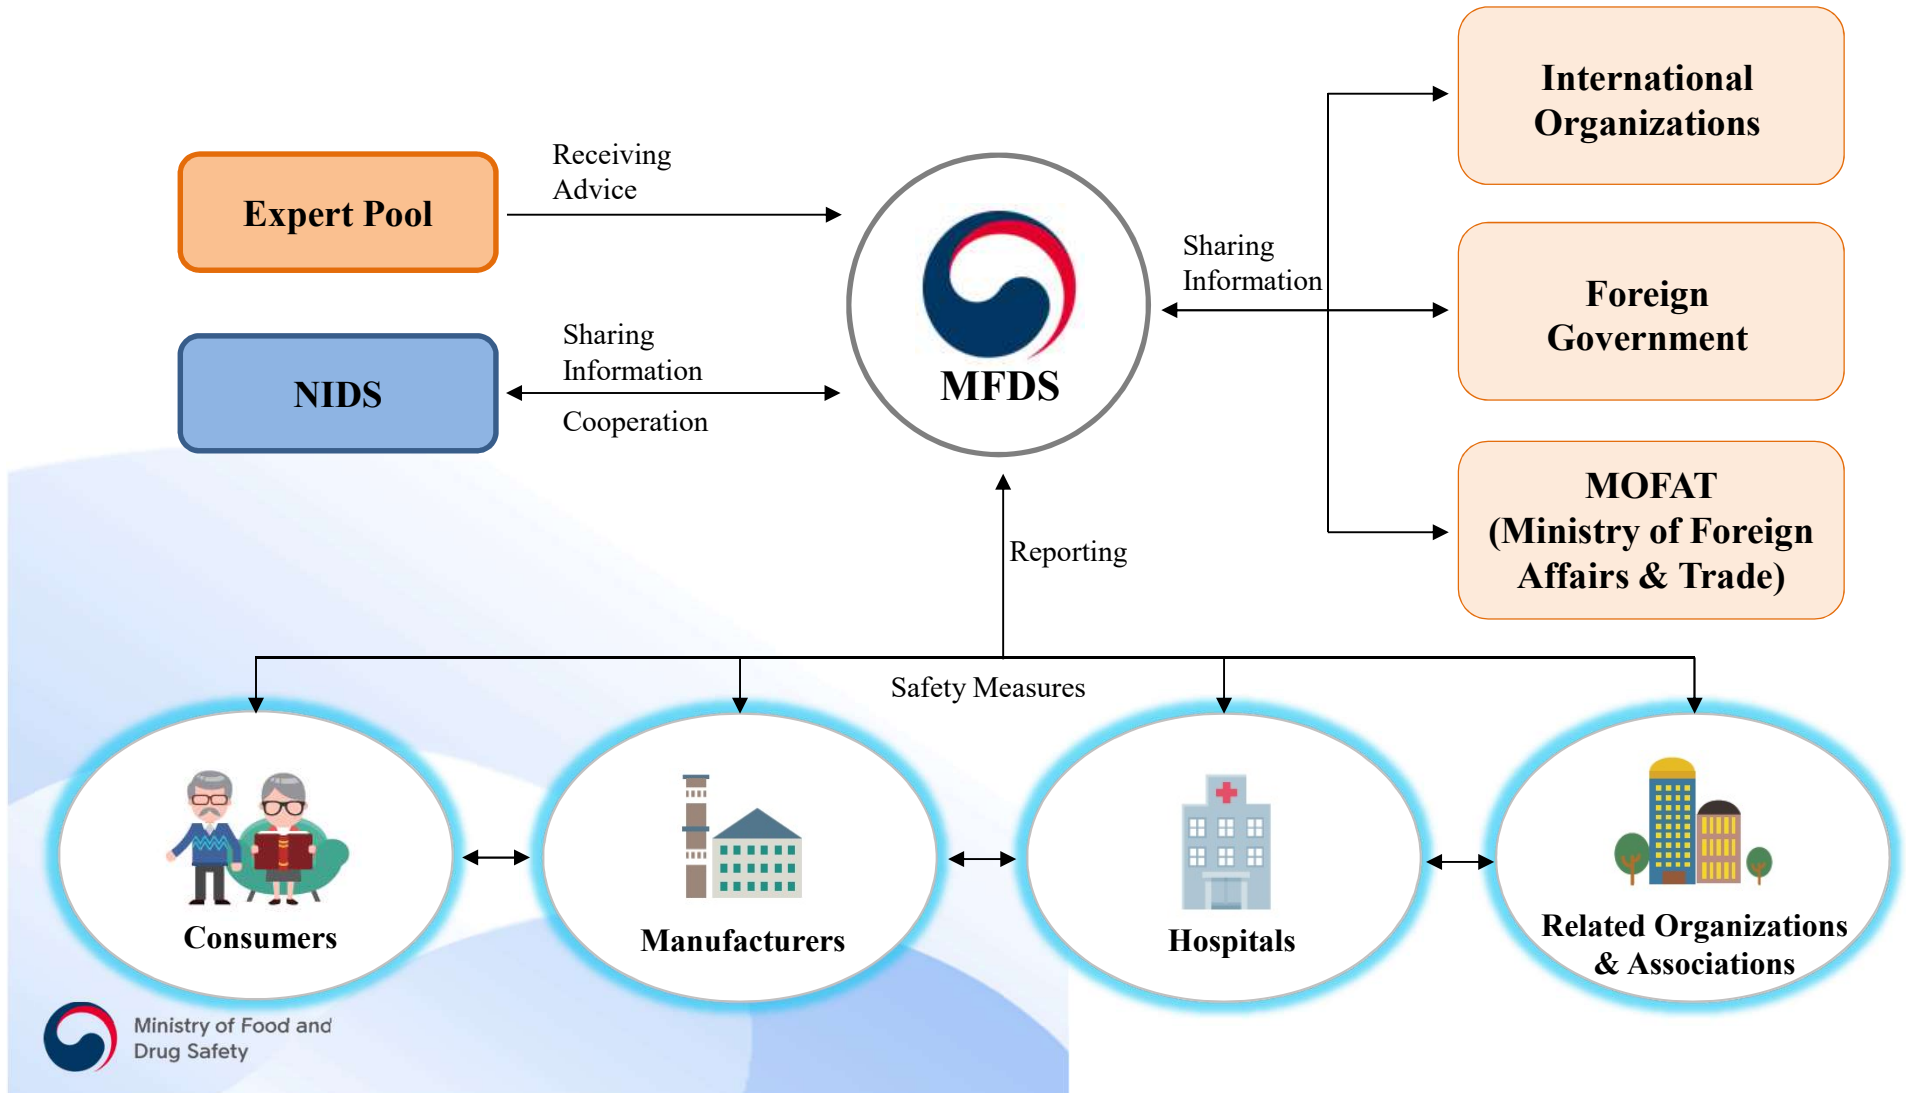 International
Organizations
Receiving
Advice
Expert Pool
Sharing
Information
Foreign
Government
NIDS
Sharing
Information
Cooperation
MFDS
MOFAT
(Ministry of Foreign
Affairs & Trade)
Reporting
Safety Measures
Consumers
Manufacturers
Hospitals
Related Organizations
& Associations
Ministry of Food and
Drug Safety